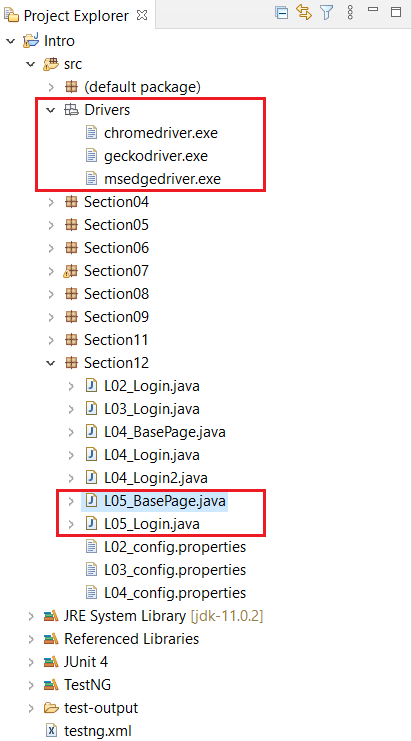 Project Explorer
Intro
src
(default package)
Drivers
chromedriver.exe
geckodriver.exe
msedgedriver.exe
Section04
Section05
Section06
Section07
Section08
Section09
Section11
Section12
L02_Login.java
L03_Login.java
L04_BasePage.java
L04_Login.java
L04_Login2.java
L05_BasePage.java
L05_Login.java
L02_config.properties
L03_config.properties
L04_config.properties
JRE System Library [jdk-11.0.2]
Referenced Libraries
JUnit 4
TestNG
test-output
testng.xml